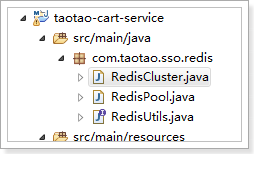 taotao-cart-service
src/main/java
com.taotao.sso.redis
RedisCluster.java
RedisPool.java
RedisUtils.java
src/main/resources